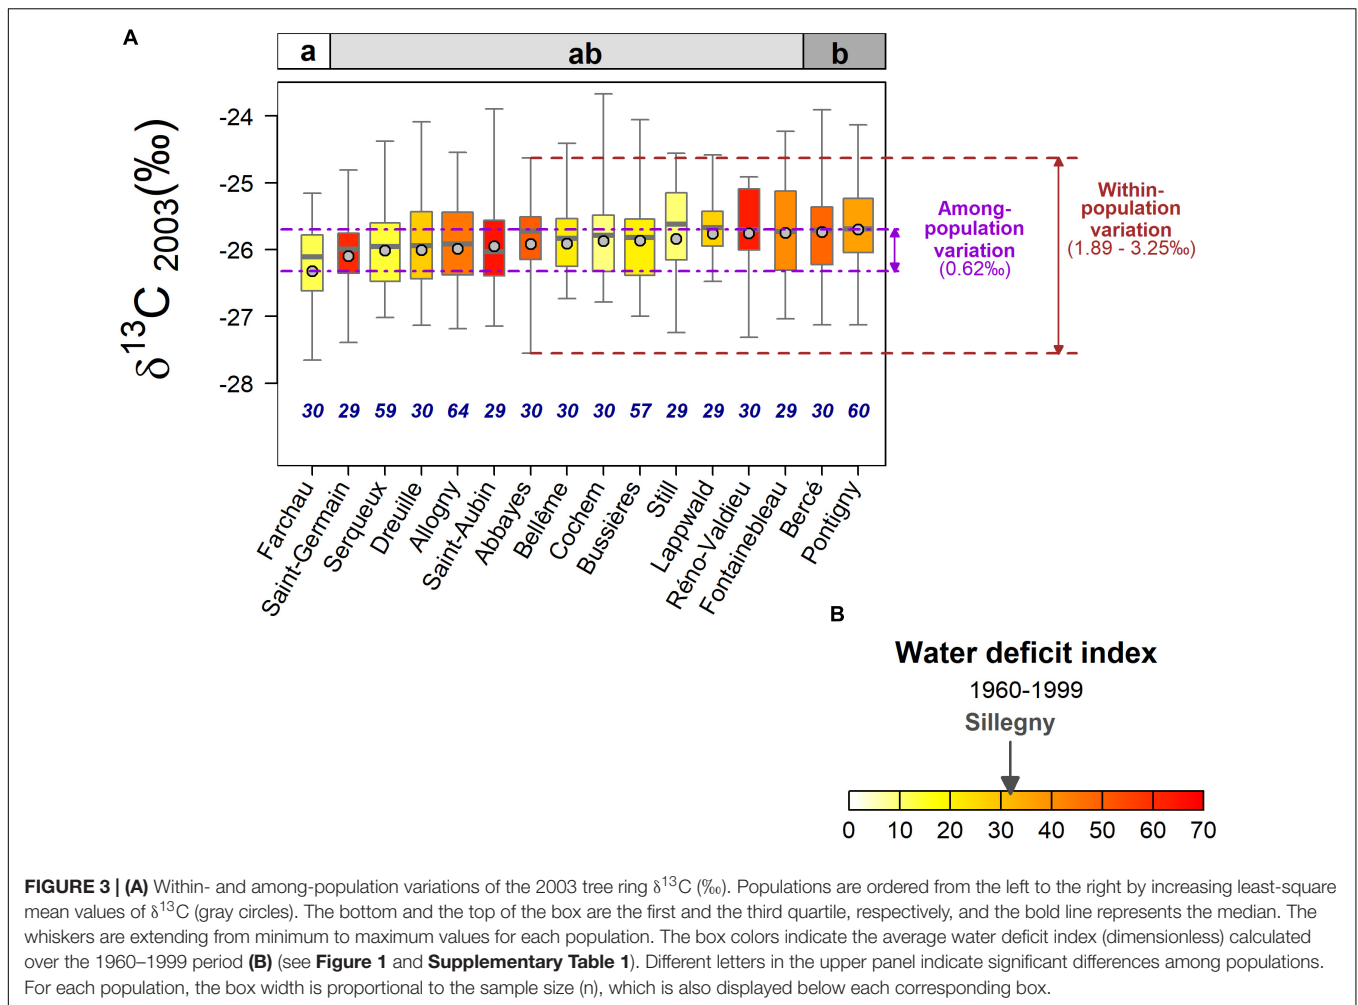 A
a ab b
δ13C 2003(‰)
-24
-25
-26
-27
-28
Among-
population
variation
(0.62‰)
Within-
population
variation
(1.89 - 3.25‰)
30 29 59 30 64 29 30 30 30 57 29 29 30 29 30 60
Farchau
Saint-Germain
Serqueux
Dreuille
Allogny
Saint-Aubin
Abbayes
Bellême
Cochem
Bussières
Still
Lappwald
Réno-Valdieu
Fontainebleau
Bercé
Pontigny
B
Water deficit index
1960-1999
Sillegny
0 10 20 30 40 50 60 70
FIGURE 3 | (A) Within- and among-population variations of the 2003 tree ring δ13C (‰). Populations are ordered from the left to the right by increasing least-square
mean values of δ13C (gray circles). The bottom and the top of the box are the first and the third quartile, respectively, and the bold line represents the median. The
whiskers are extending from minimum to maximum values for each population. The box colors indicate the average water deficit index (dimensionless) calculated
over the 1960–1999 period (B) (see Figure 1 and Supplementary Table 1). Different letters in the upper panel indicate significant differences among populations.
For each population, the box width is proportional to the sample size (n), which is also displayed below each corresponding box.